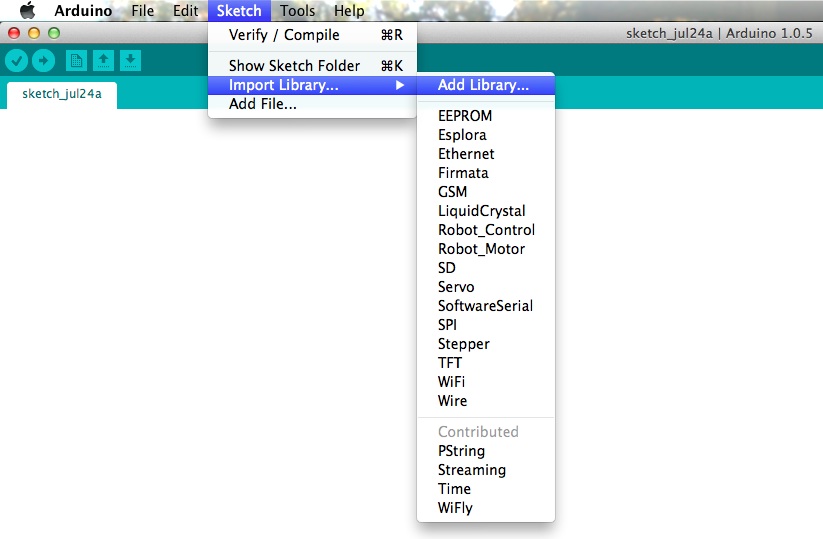 Arduino File Edit Sketch Tools Help
sketch_jul24a | Arduino 1.0.5
Verify / Compile ⌘R
Show Sketch Folder ⌘K
Import Library... ▶
Add File...
sketch_jul24a
Add Library...
EEPROM
Esplora
Ethernet
Firmata
GSM
LiquidCrystal
Robot_Control
Robot_Motor
SD
Servo
SoftwareSerial
SPI
Stepper
TFT
WiFi
Wire
Contributed
PString
Streaming
Time
WiFly